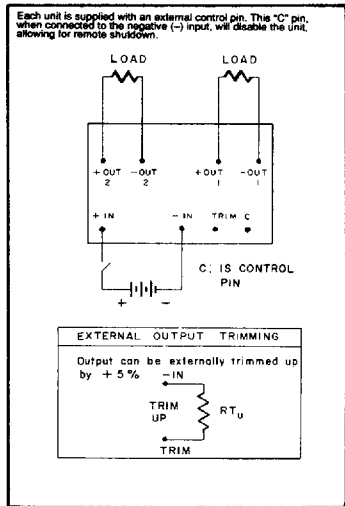 Each unit is supplied with an external control pin. This "C" pin,
when connected to the negative (–) input, will disable the unit,
allowing for remote shutdown.
LOAD LOAD
+OUT -OUT +OUT -OUT
2 2 1 1
+IN -IN TRIM C
C; IS CONTROL
PIN
+ -
EXTERNAL OUTPUT TRIMMING
Output can be externally trimmed up
by +5% -IN
TRIM
UP RTU
TRIM